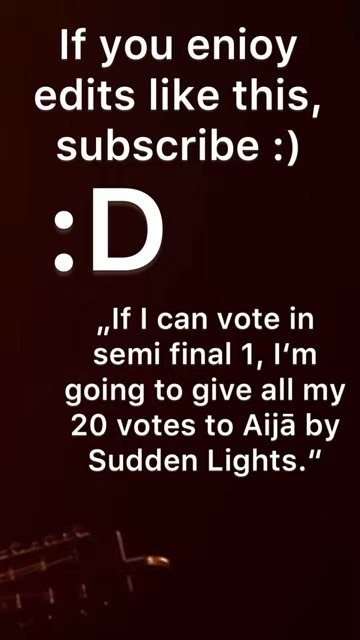 If you enioy
edits like this,
subscribe :)
:D
„If I can vote in
semi final 1, I‘m
going to give all my
20 votes to Aijā by
Sudden Lights.“